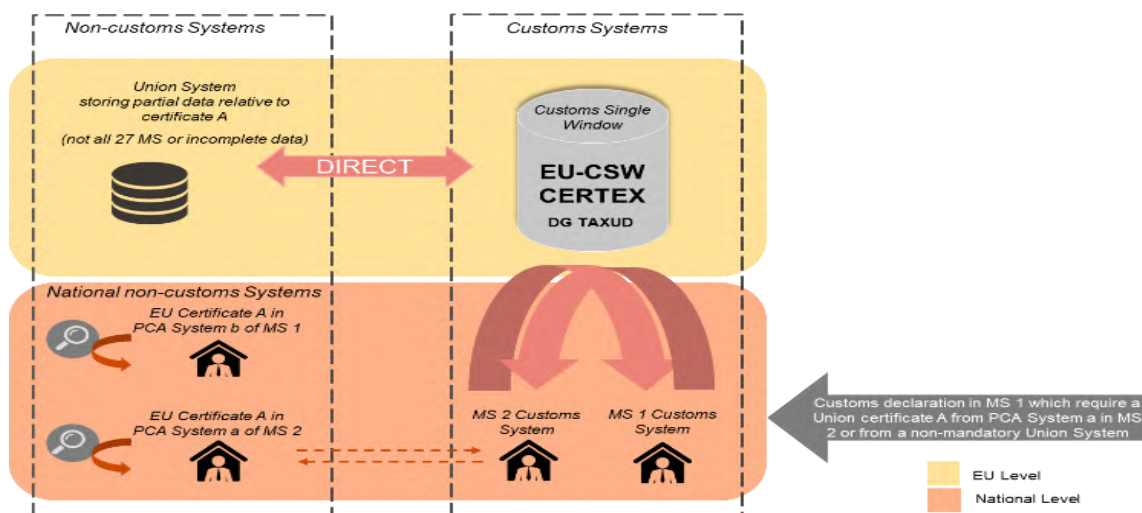 Non-customs Systems
Customs Systems
Union System
storing partial data relative to
certificate A
(not all 27 MS or incomplete data)
DIRECT
Customs Single
Window
EU-CSW
CERTEX
DG TAXUD
National non-customs Systems
EU Certificate A in
PCA System b of MS 1
EU Certificate A in
PCA System a of MS 2
MS 2 Customs
System
MS 1 Customs
System
Customs declaration in MS 1 which require a
Union certificate A from PCA System a in MS
2 or from a non-mandatory Union System
EU Level
National Level